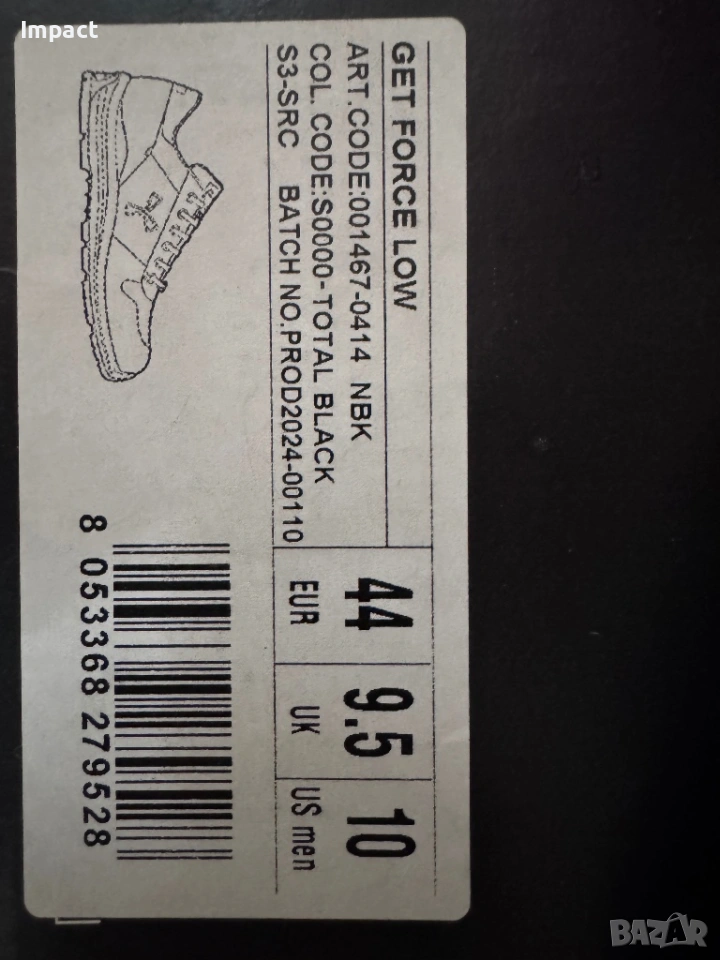 Impact
GET FORCE LOW
ART.CODE:001467-0414 NBK
COL. CODE:S0000-TOTAL BLACK
S3-SRC BATCH NO.PROD2024-00110
44 9.5 10
EUR UK US men
8 053368 279528
BAZAR